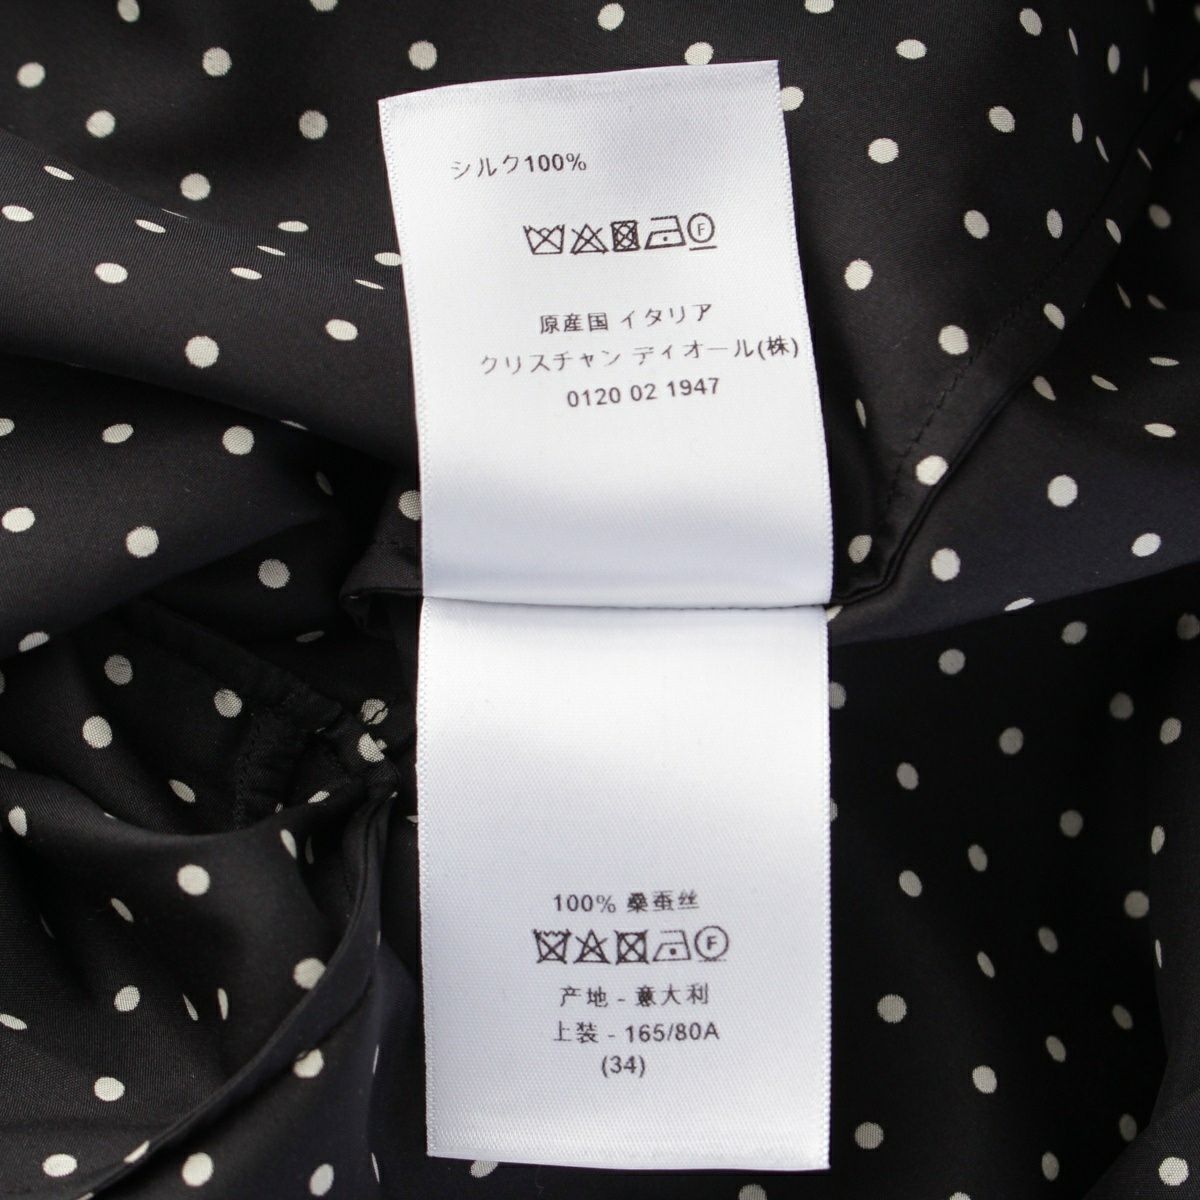 シルク100%
F
原産国 イタリア
クリスチャン ディオール(株)
0120 02 1947
100% 桑蚕丝
F
产地 - 意大利
上装 - 165/80A
(34)